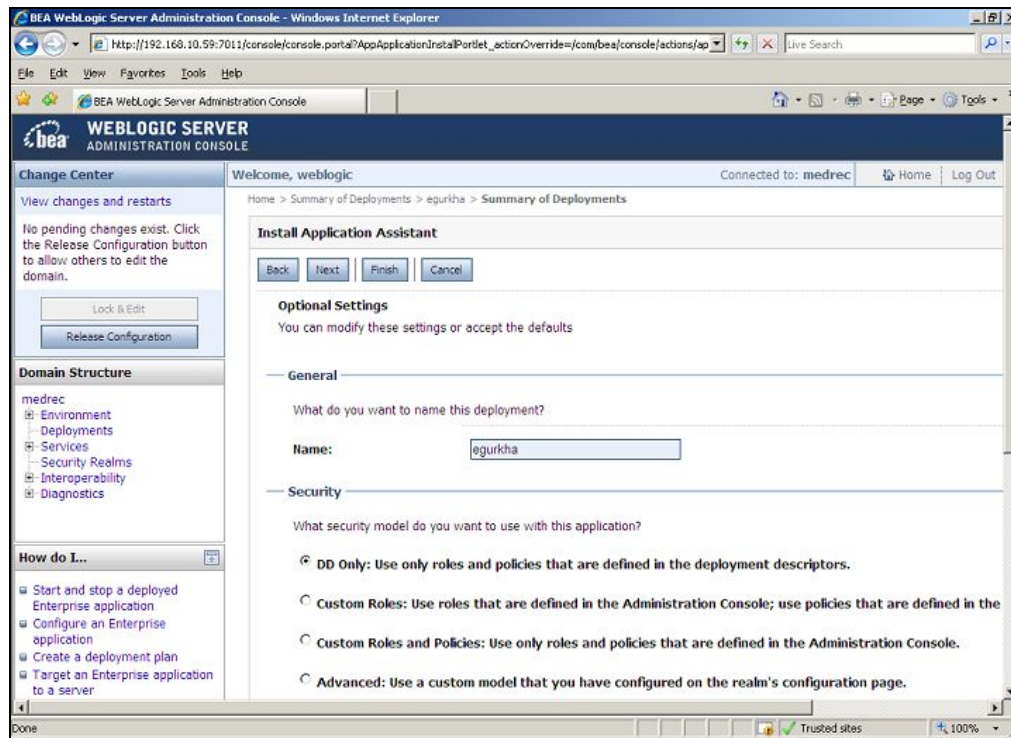 BEA WebLogic Server Administration Console - Windows Internet Explorer
http://192.168.10.59:7011/console/console.portal?AppApplicationInstallPortlet_actionOverride=/com/bea/console/actions/ap
Live Search
File Edit View Favorites Tools Help
BEA WebLogic Server Administration Console
Page Tools
bea WEBLOGIC SERVER
ADMINISTRATION CONSOLE
Change Center
View changes and restarts
No pending changes exist. Click
the Release Configuration button
to allow others to edit the
domain.
Lock & Edit
Release Configuration
Domain Structure
medrec
Environment
Deployments
Services
Security Realms
Interoperability
Diagnostics
How do I...
Start and stop a deployed
Enterprise application
Configure an Enterprise
application
Create a deployment plan
Target an Enterprise application
to a server
Welcome, weblogic
Connected to: medrec
Home
Log Out
Home > Summary of Deployments > egurkha > Summary of Deployments
Install Application Assistant
Back Next Finish Cancel
Optional Settings
You can modify these settings or accept the defaults
General
What do you want to name this deployment?
Name: egurkha
Security
What security model do you want to use with this application?
DD Only: Use only roles and policies that are defined in the deployment descriptors.
Custom Roles: Use roles that are defined in the Administration Console; use policies that are defined in the
Custom Roles and Policies: Use only roles and policies that are defined in the Administration Console.
Advanced: Use a custom model that you have configured on the realm's configuration page.
Done
Trusted sites
100%